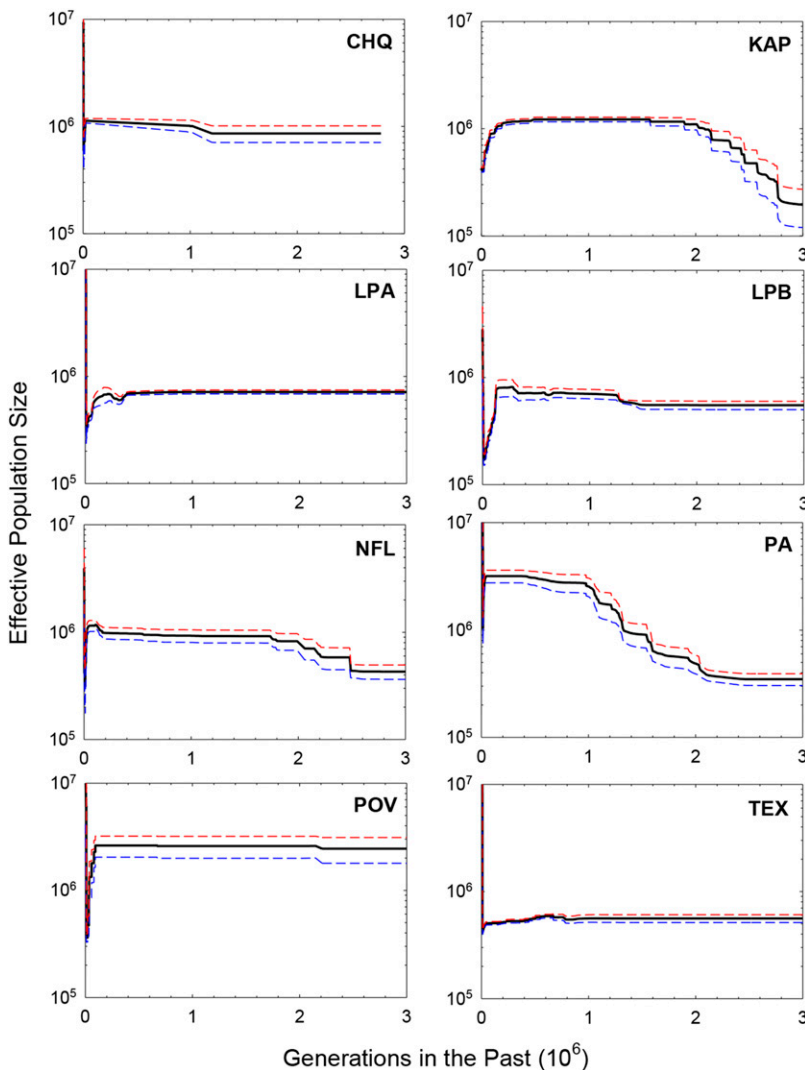 Effective Population Size
10^7 CHQ
10^6
10^5
0 1 2 3
10^7 KAP
10^6
10^5
0 1 2 3
10^7 LPA
10^6
10^5
0 1 2 3
10^7 LPB
10^6
10^5
0 1 2 3
10^7 NFL
10^6
10^5
0 1 2 3
10^7 PA
10^6
10^5
0 1 2 3
10^7 POV
10^6
10^5
0 1 2 3
10^7 TEX
10^6
10^5
0 1 2 3
Generations in the Past (10^6)